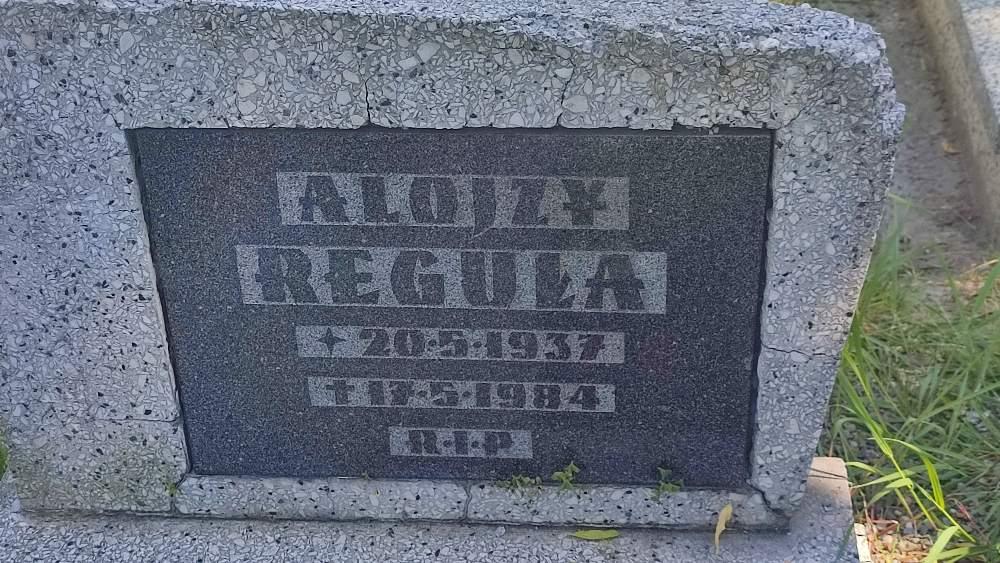 ALOJZY
REGUŁA
✦ 20·5·1937
✝ 17·5·1984
R·I·P